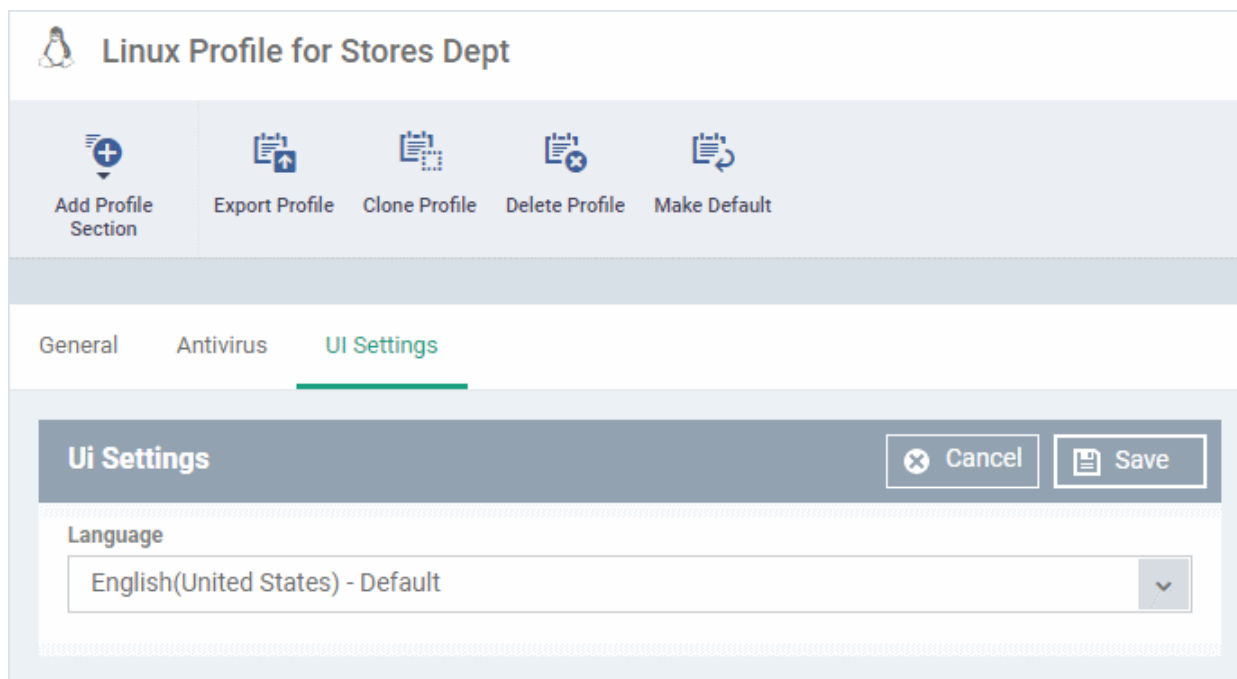 Linux Profile for Stores Dept
Add Profile
Section
Export Profile
Clone Profile
Delete Profile
Make Default
General
Antivirus
UI Settings
Ui Settings
Cancel
Save
Language
English(United States) - Default